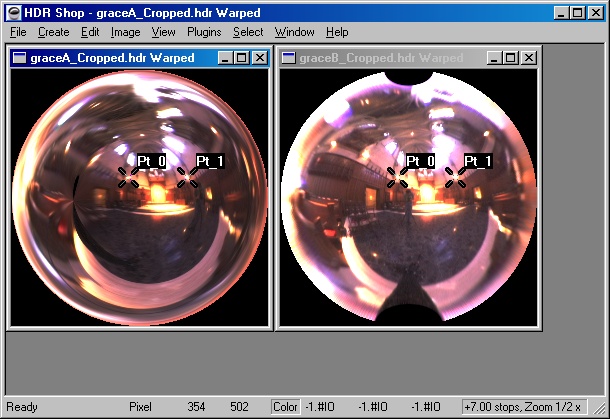 HDR Shop - graceA_Cropped.hdr Warped
File Create Edit Image View Plugins Select Window Help
graceA_Cropped.hdr Warped
graceB_Cropped.hdr Warped
Pt_0 Pt_1
Pt_0 Pt_1
Ready Pixel 354 502 Color -1.#IO -1.#IO -1.#IO +7.00 stops, Zoom 1/2 x